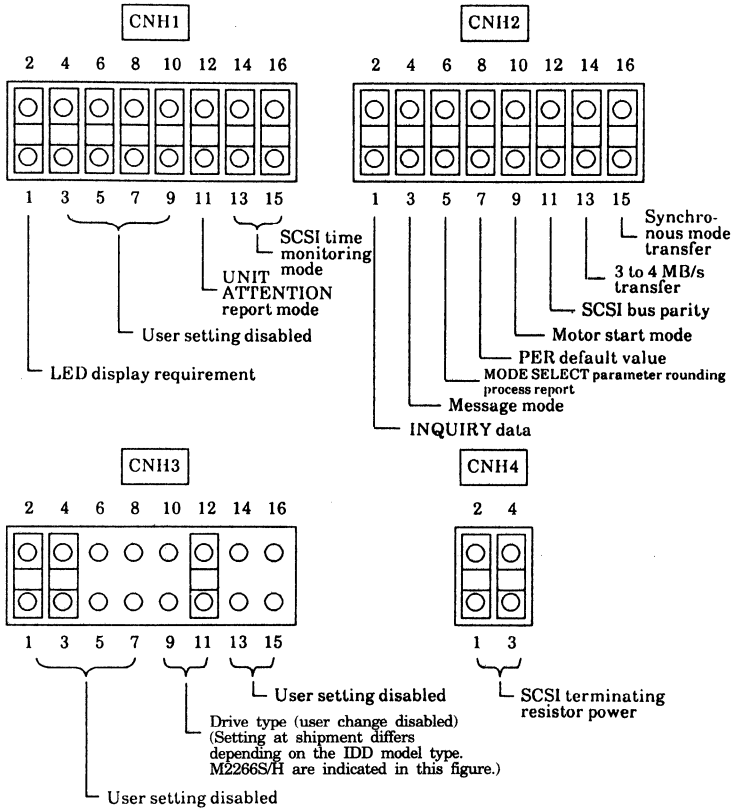 CNH1
2 4 6 8 10 12 14 16
1 3 5 7 9 11 13 15
SCSI time
monitoring
mode
UNIT
ATTENTION
report mode
User setting disabled
LED display requirement
CNH2
2 4 6 8 10 12 14 16
1 3 5 7 9 11 13 15
Synchro-
nous mode
transfer
3 to 4 MB/s
transfer
SCSI bus parity
Motor start mode
PER default value
MODE SELECT parameter rounding
process report
Message mode
INQUIRY data
CNH3
2 4 6 8 10 12 14 16
1 3 5 7 9 11 13 15
User setting disabled
Drive type (user change disabled)
(Setting at shipment differs
depending on the IDD model type.
M2266S/H are indicated in this figure.)
User setting disabled
CNH4
2 4
1 3
SCSI terminating
resistor power